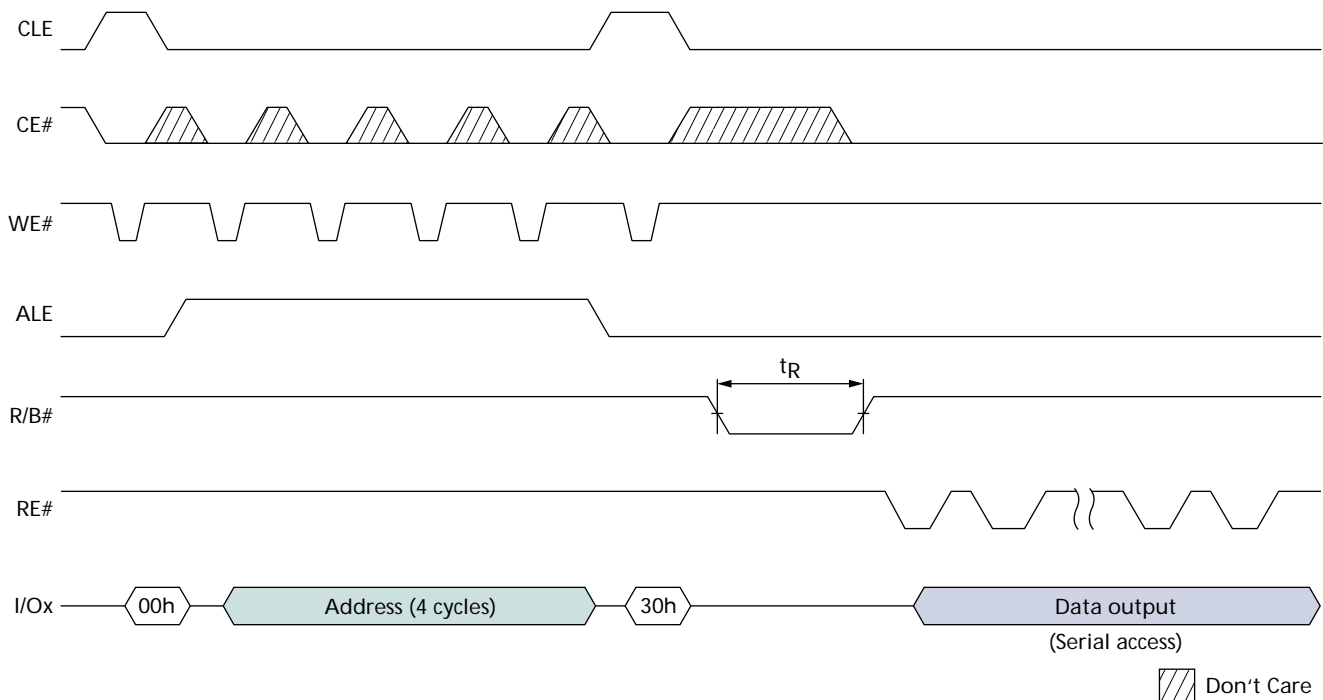 CLE
CE#
WE#
ALE
tR
R/B#
RE#
I/Ox 00h Address (4 cycles) 30h Data output
(Serial access)
Don't Care